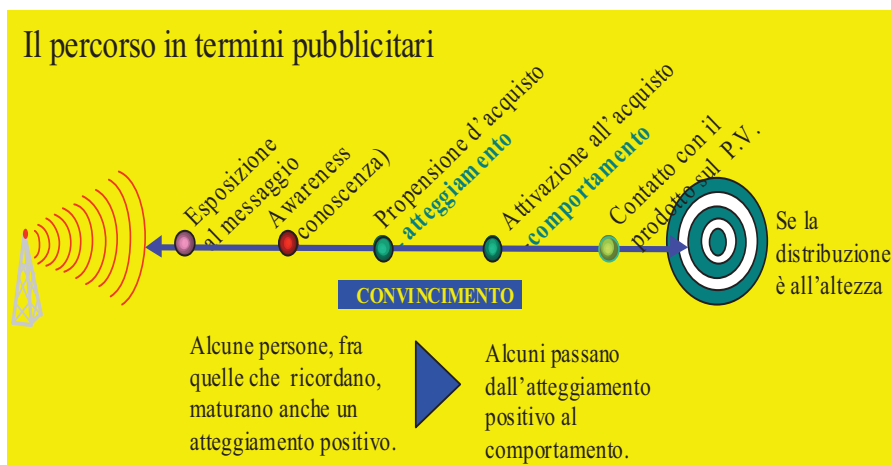 Il percorso in termini pubblicitari
Esposizione
al messaggio
Awareness
conoscenza)
Propensione d'acquisto
- atteggiamento
Attivazione all'acquisto
-comportamento
Contatto con il
prodotto sul P.V.
Se la
distribuzione
è all'altezza
CONVINCIMENTO
Alcune persone, fra
quelle che ricordano,
maturano anche un
atteggiamento positivo.
Alcuni passano
dall'atteggiamento
positivo al
comportamento.